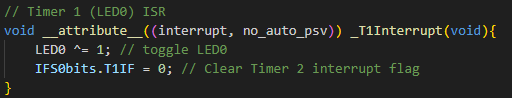 // Timer 1 (LED0) ISR
void __attribute__((interrupt, no_auto_psv)) _T1Interrupt(void){
    LED0 ^= 1; // toggle LED0
    IFS0bits.T1IF = 0; // Clear Timer 2 interrupt flag
}